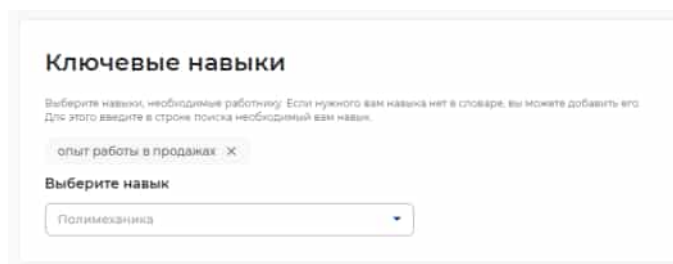 Ключевые навыки
Выберите навыки, необходимые работнику. Если нужного вам навыка нет в словаре, вы можете добавить его.
Для этого введите в строке поиска необходимый вам навык.
опыт работы в продажах ×
Выберите навык
Полимеханика